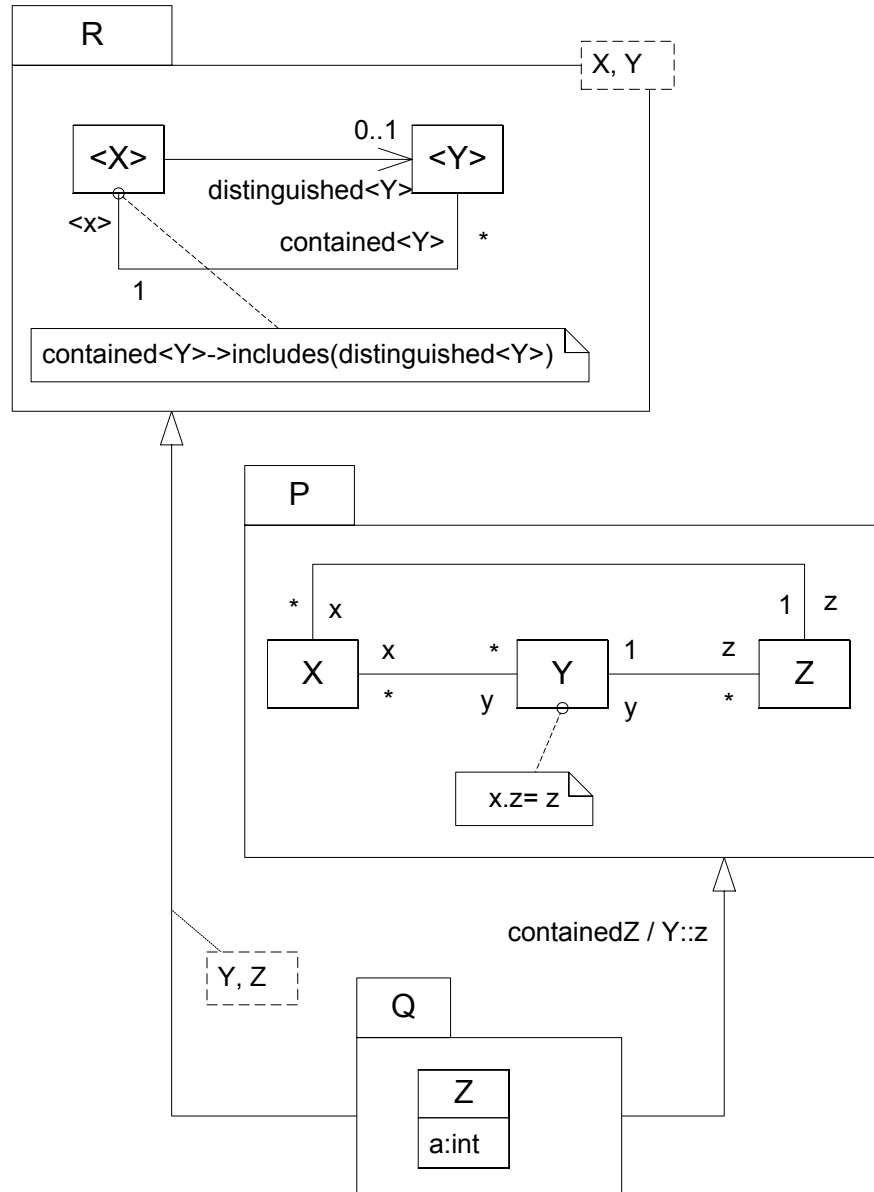 R
X, Y
0..1
<X>
<Y>
distinguished<Y>
<x>
contained<Y>
*
1
contained<Y>->includes(distinguished<Y>)
P
* x
1 z
X
x
*
*
y
Y
1
y
z
*
Z
x.z= z
containedZ / Y::z
Y, Z
Q
Z
a:int